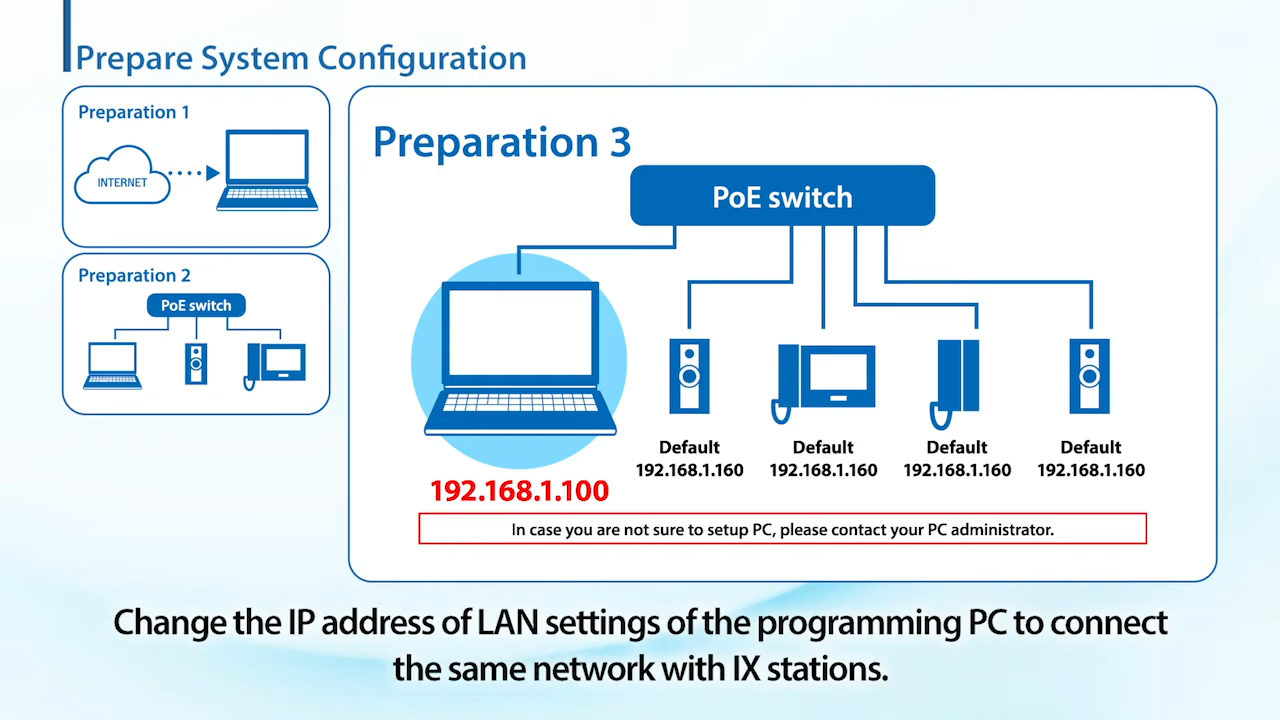 Prepare System Configuration
Preparation 1
INTERNET
Preparation 2
PoE switch
Preparation 3
PoE switch
192.168.1.100
Default
192.168.1.160
Default
192.168.1.160
Default
192.168.1.160
Default
192.168.1.160
In case you are not sure to setup PC, please contact your PC administrator.
Change the IP address of LAN settings of the programming PC to connect
the same network with IX stations.